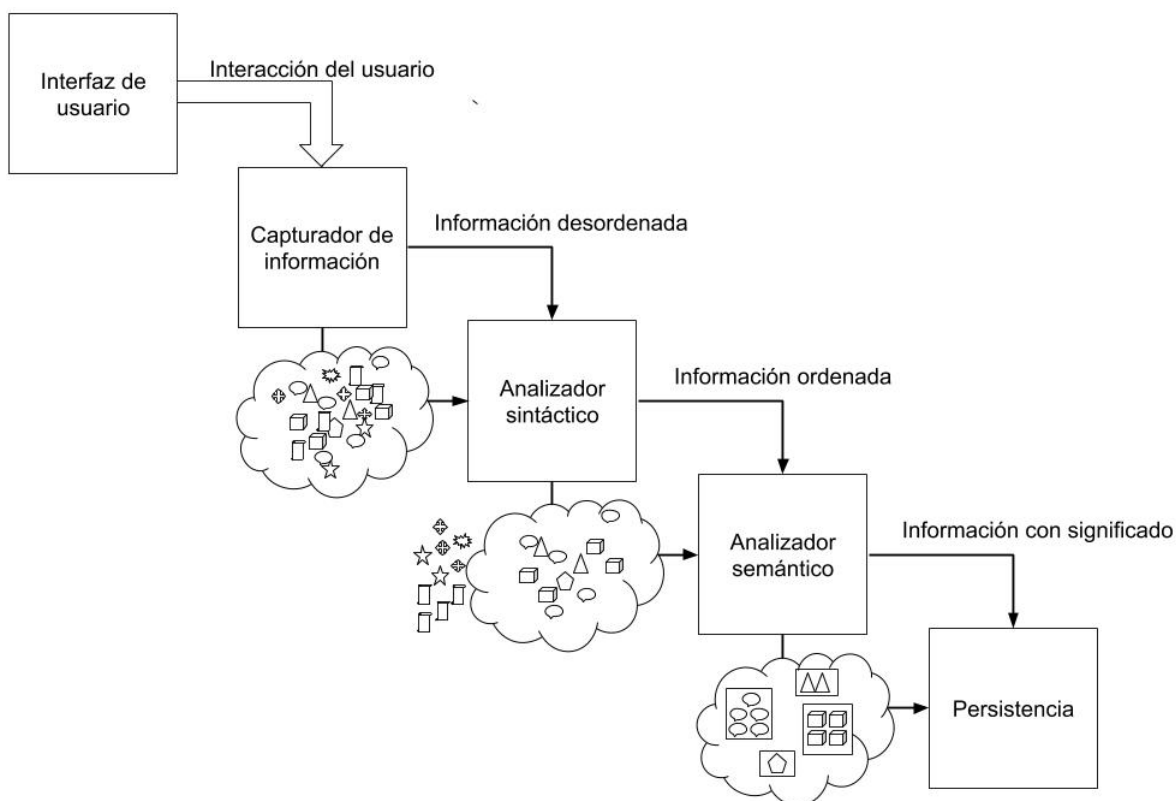 Interfaz de
usuario
Interacción del usuario
Capturador de
información
Información desordenada
Analizador
sintáctico
Información ordenada
Analizador
semántico
Información con significado
Persistencia